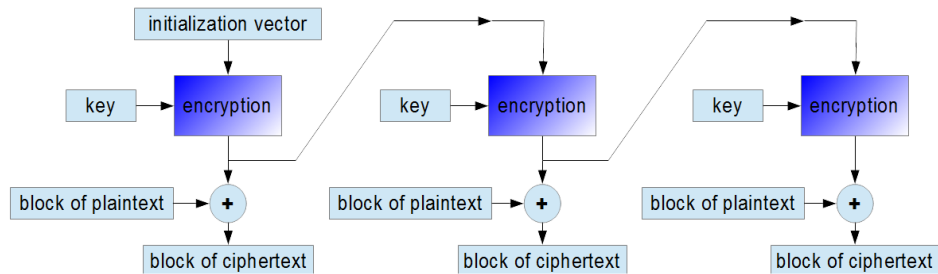 initialization vector
key
encryption
key
encryption
key
encryption
block of plaintext
+
block of plaintext
+
block of plaintext
+
block of ciphertext
block of ciphertext
block of ciphertext